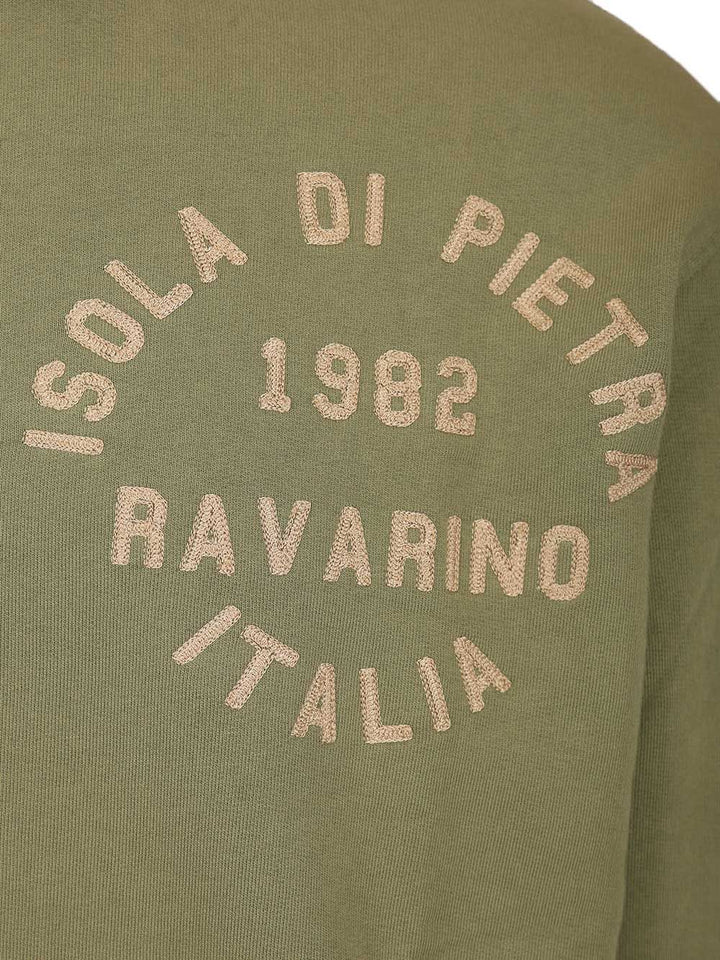 ISOLA DI PIETRA
1982
RAVARINO
ITALIA